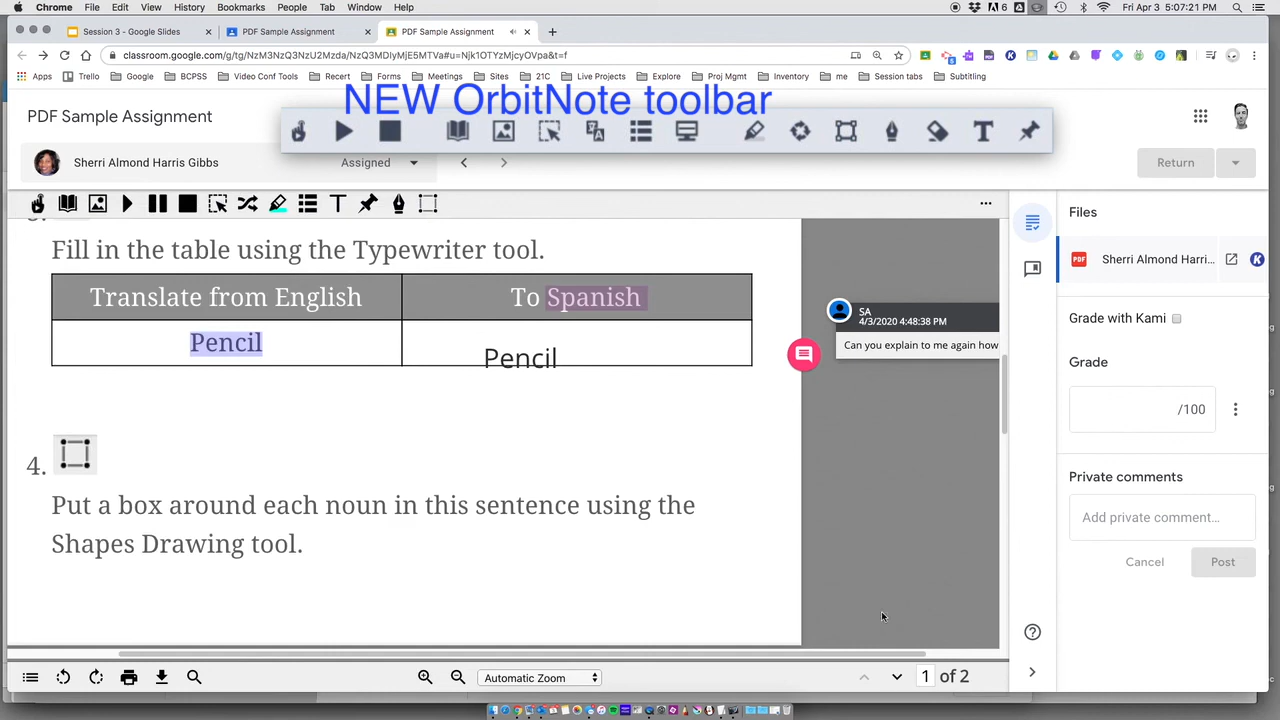 Chrome File Edit View History Bookmarks People Tab Window Help 6 Fri Apr 3 5:07:21 PM
Session 3 - Google Slides PDF Sample Assignment PDF Sample Assignment
classroom.google.com/g/tg/NzM3NzQ3NzU2Mzda/NzQ3MDIyMjE5MTVa#u=Njk1OTYzMjcyOVpa&t=f
Apps Trello Google BCPSS Video Conf Tools Recent Forms Meetings Sites 21C Live Projects Explore Proj Mgmt Inventory me Session tabs Subtitling
NEW OrbitNote toolbar
PDF Sample Assignment
Sherri Almond Harris Gibbs Assigned Return
Fill in the table using the Typewriter tool.
Translate from English To Spanish
Pencil Pencil
SA
4/3/2020 4:48:38 PM
Can you explain to me again how
4.
Put a box around each noun in this sentence using the
Shapes Drawing tool.
Files
PDF Sherri Almond Harri...
Grade with Kami
Grade
/100
Private comments
Add private comment...
Cancel Post
Automatic Zoom 1 of 2